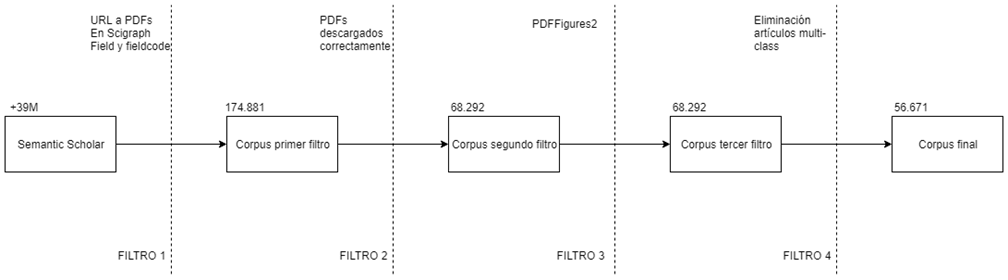 URL a PDFs
En Scigraph
Field y fieldcode
PDFs
descargados
correctamente
PDFFigures2
Eliminación
artículos multi-
class
+39M
174.881
68.292
68.292
56.671
Semantic Scholar
Corpus primer filtro
Corpus segundo filtro
Corpus tercer filtro
Corpus final
FILTRO 1
FILTRO 2
FILTRO 3
FILTRO 4